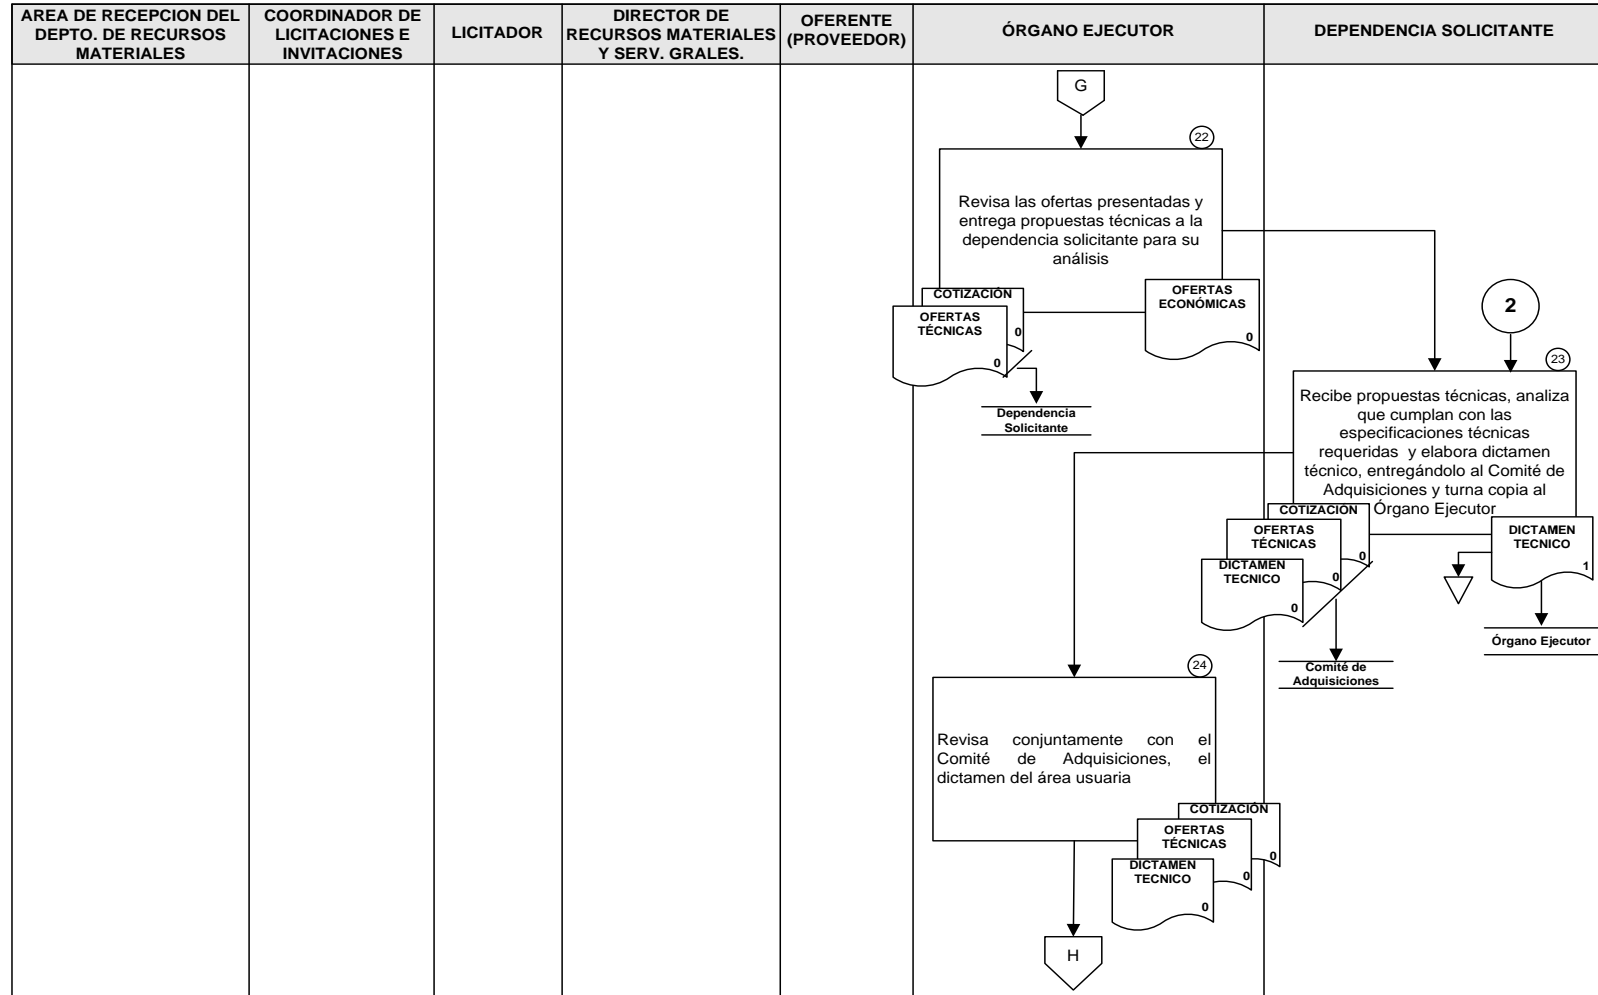 AREA DE RECEPCION DEL
DEPTO. DE RECURSOS
MATERIALES
COORDINADOR DE
LICITACIONES E
INVITACIONES
LICITADOR
DIRECTOR DE
RECURSOS MATERIALES
Y SERV. GRALES.
OFERENTE
(PROVEEDOR)
ÓRGANO EJECUTOR
DEPENDENCIA SOLICITANTE
G
22
Revisa las ofertas presentadas y
entrega propuestas técnicas a la
dependencia solicitante para su
análisis
COTIZACIÓN
0
OFERTAS
TÉCNICAS
0
OFERTAS
ECONÓMICAS
0
Dependencia
Solicitante
2
23
Recibe propuestas técnicas, analiza
que cumplan con las
especificaciones técnicas
requeridas y elabora dictamen
técnico, entregándolo al Comité de
Adquisiciones y turna copia al
Órgano Ejecutor
COTIZACIÓN
0
OFERTAS
TÉCNICAS
0
DICTAMEN
TECNICO
0
DICTAMEN
TECNICO
1
Órgano Ejecutor
Comité de
Adquisiciones
24
Revisa conjuntamente con el
Comité de Adquisiciones, el
dictamen del área usuaria
COTIZACIÓN
0
OFERTAS
TÉCNICAS
0
DICTAMEN
TECNICO
0
H